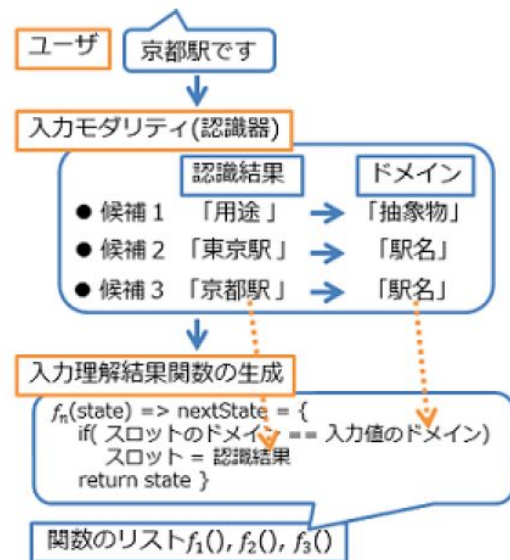 ユーザ
京都駅です
入力モダリティ(認識器)
認識結果 ドメイン
● 候補1 「用途」 → 「抽象物」
● 候補2 「東京駅」 → 「駅名」
● 候補3 「京都駅」 → 「駅名」
入力理解結果関数の生成
fn(state) => nextState = {
if( スロットのドメイン == 入力値のドメイン)
スロット = 認識結果
return state }
関数のリストf1(), f2(), f3()